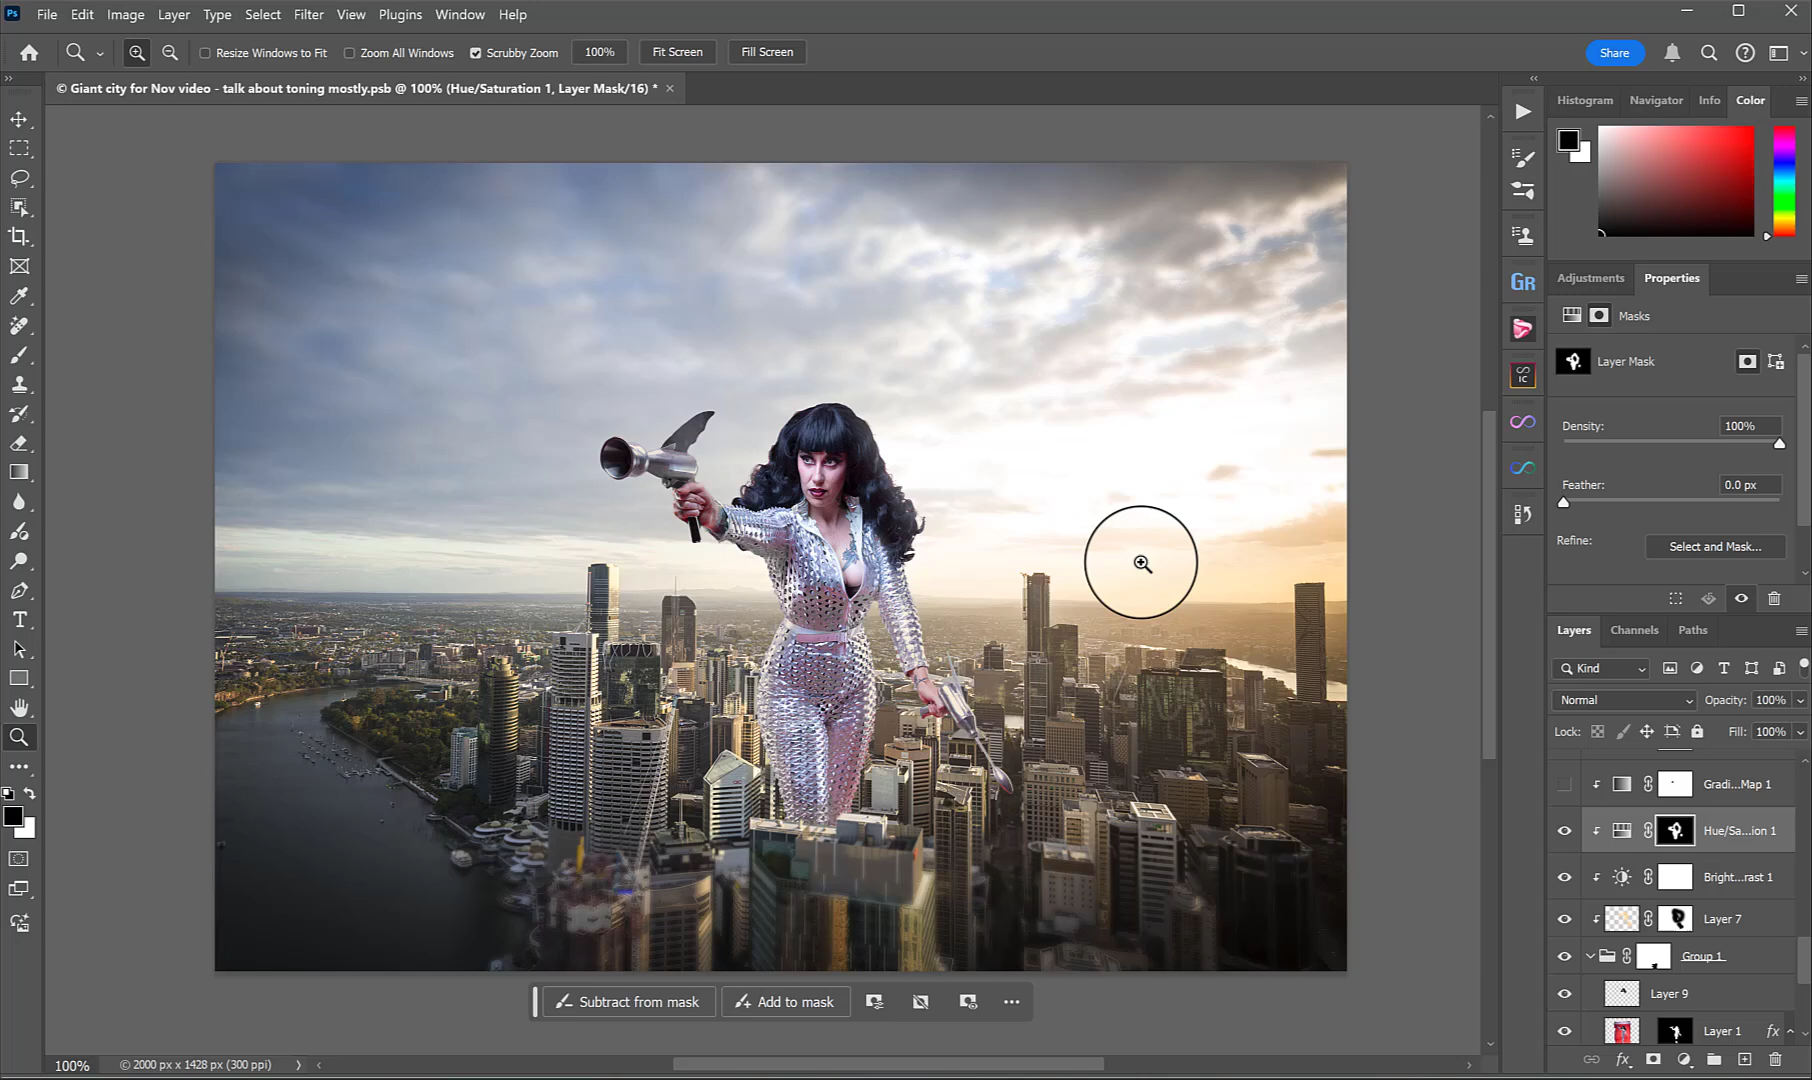 Ps File Edit Image Layer Type Select Filter View Plugins Window Help
Resize Windows to Fit Zoom All Windows Scrubby Zoom 100% Fit Screen Fill Screen Share
© Giant city for Nov video - talk about toning mostly.psb @ 100% (Hue/Saturation 1, Layer Mask/16) *
Histogram Navigator Info Color
Adjustments Properties
Gr
Masks
Layer Mask
IC
Density: 100%
Feather: 0.0 px
Refine: Select and Mask...
Layers Channels Paths
Kind
Normal Opacity: 100%
Lock: Fill: 100%
Gradi...Map 1
Hue/Sa...ion 1
Bright...rast 1
Layer 7
Group 1
Layer 9
Subtract from mask Add to mask
Layer 1 fx
100% © 2000 px x 1428 px (300 ppi)
fx